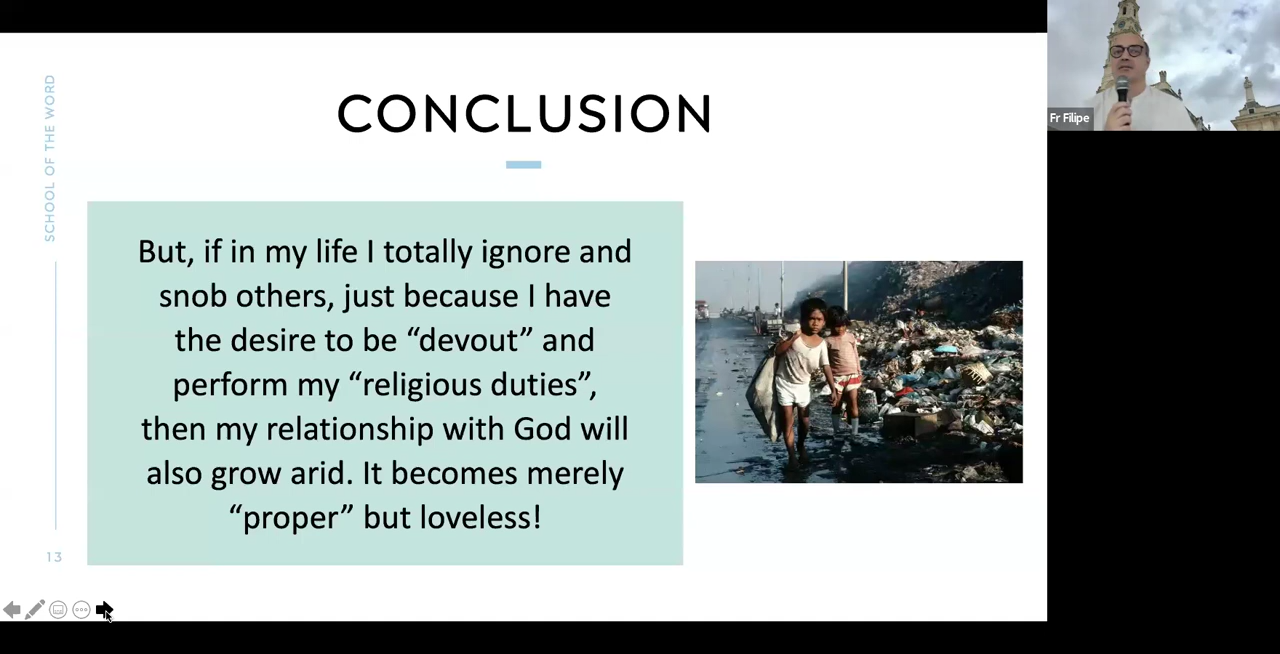 SCHOOL OF THE WORD
CONCLUSION
But, if in my life I totally ignore and
snob others, just because I have
the desire to be “devout” and
perform my “religious duties”,
then my relationship with God will
also grow arid. It becomes merely
“proper” but loveless!
13
Fr Filipe